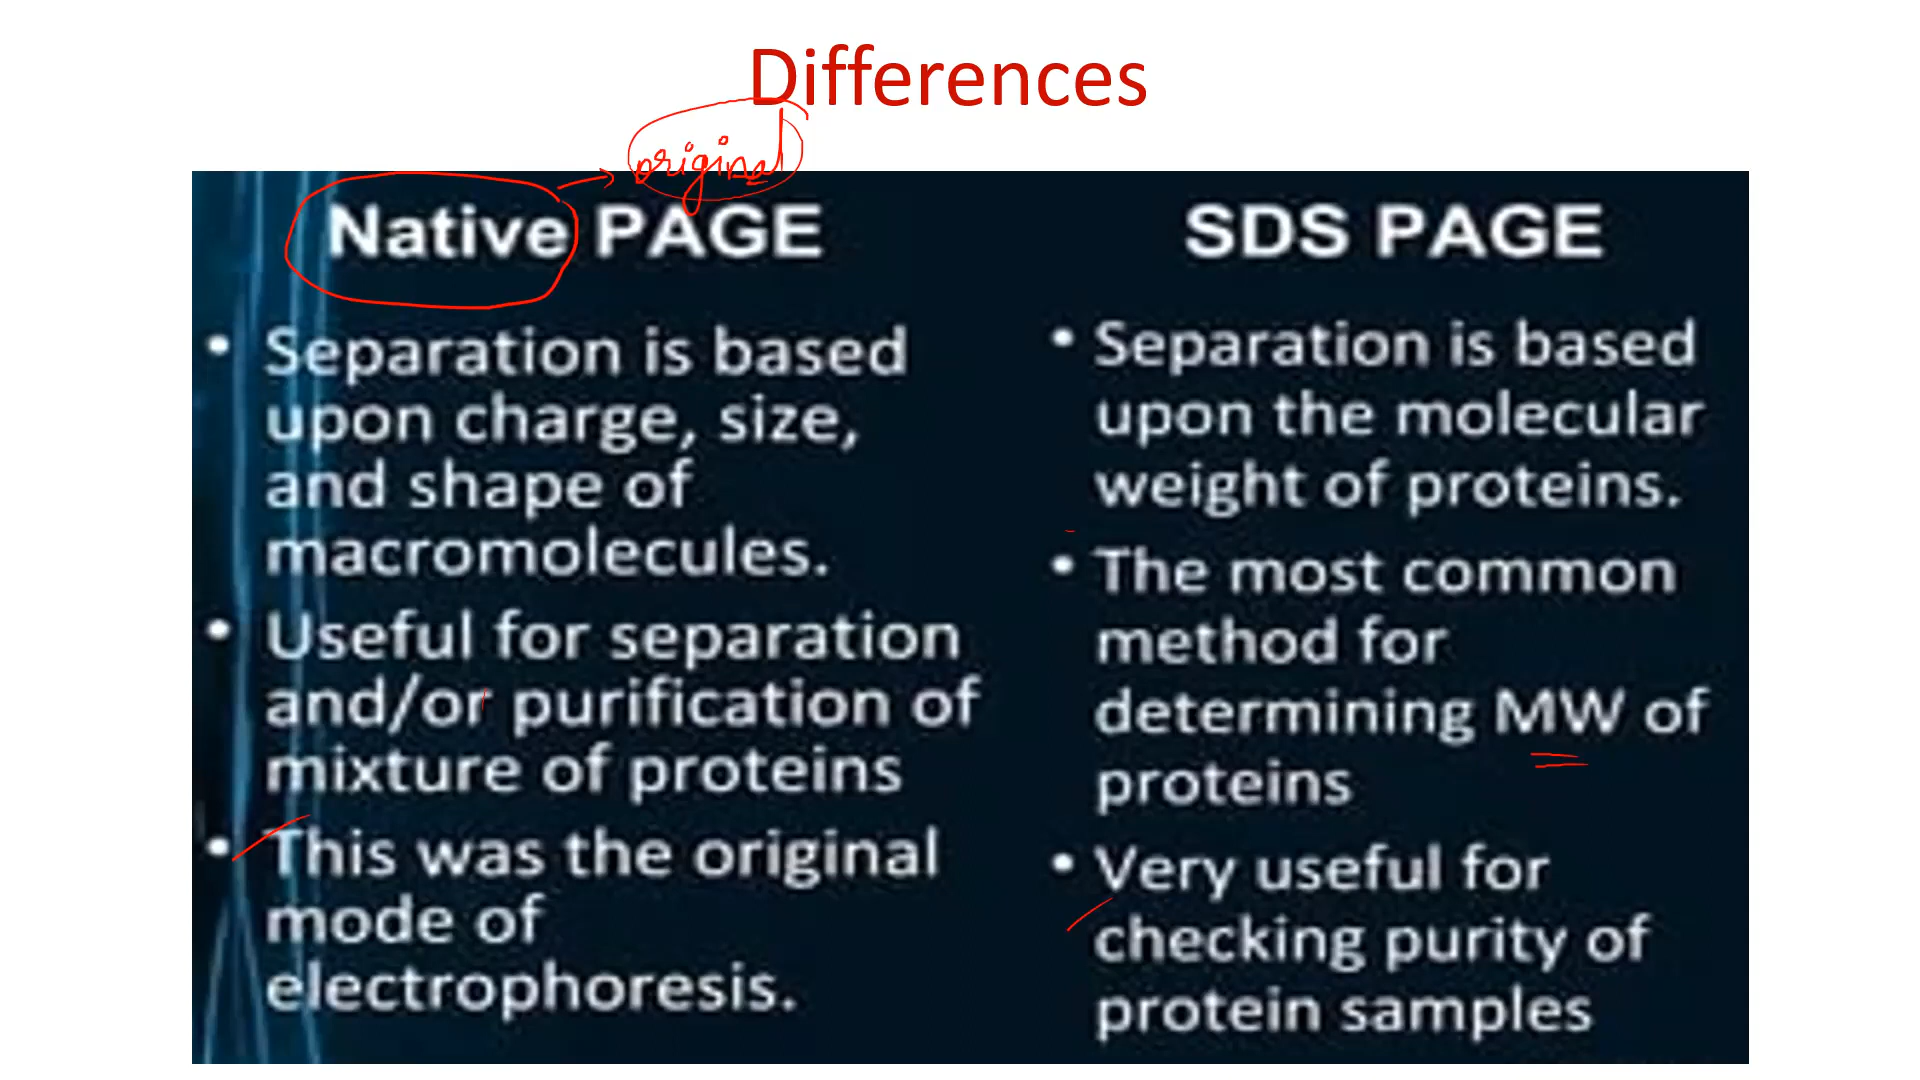 Differences
original
Native PAGE
• Separation is based
upon charge, size,
and shape of
macromolecules.
• Useful for separation
and/or purification of
mixture of proteins
• This was the original
mode of
electrophoresis.
SDS PAGE
• Separation is based
upon the molecular
weight of proteins.
• The most common
method for
determining MW of
proteins
• Very useful for
checking purity of
protein samples